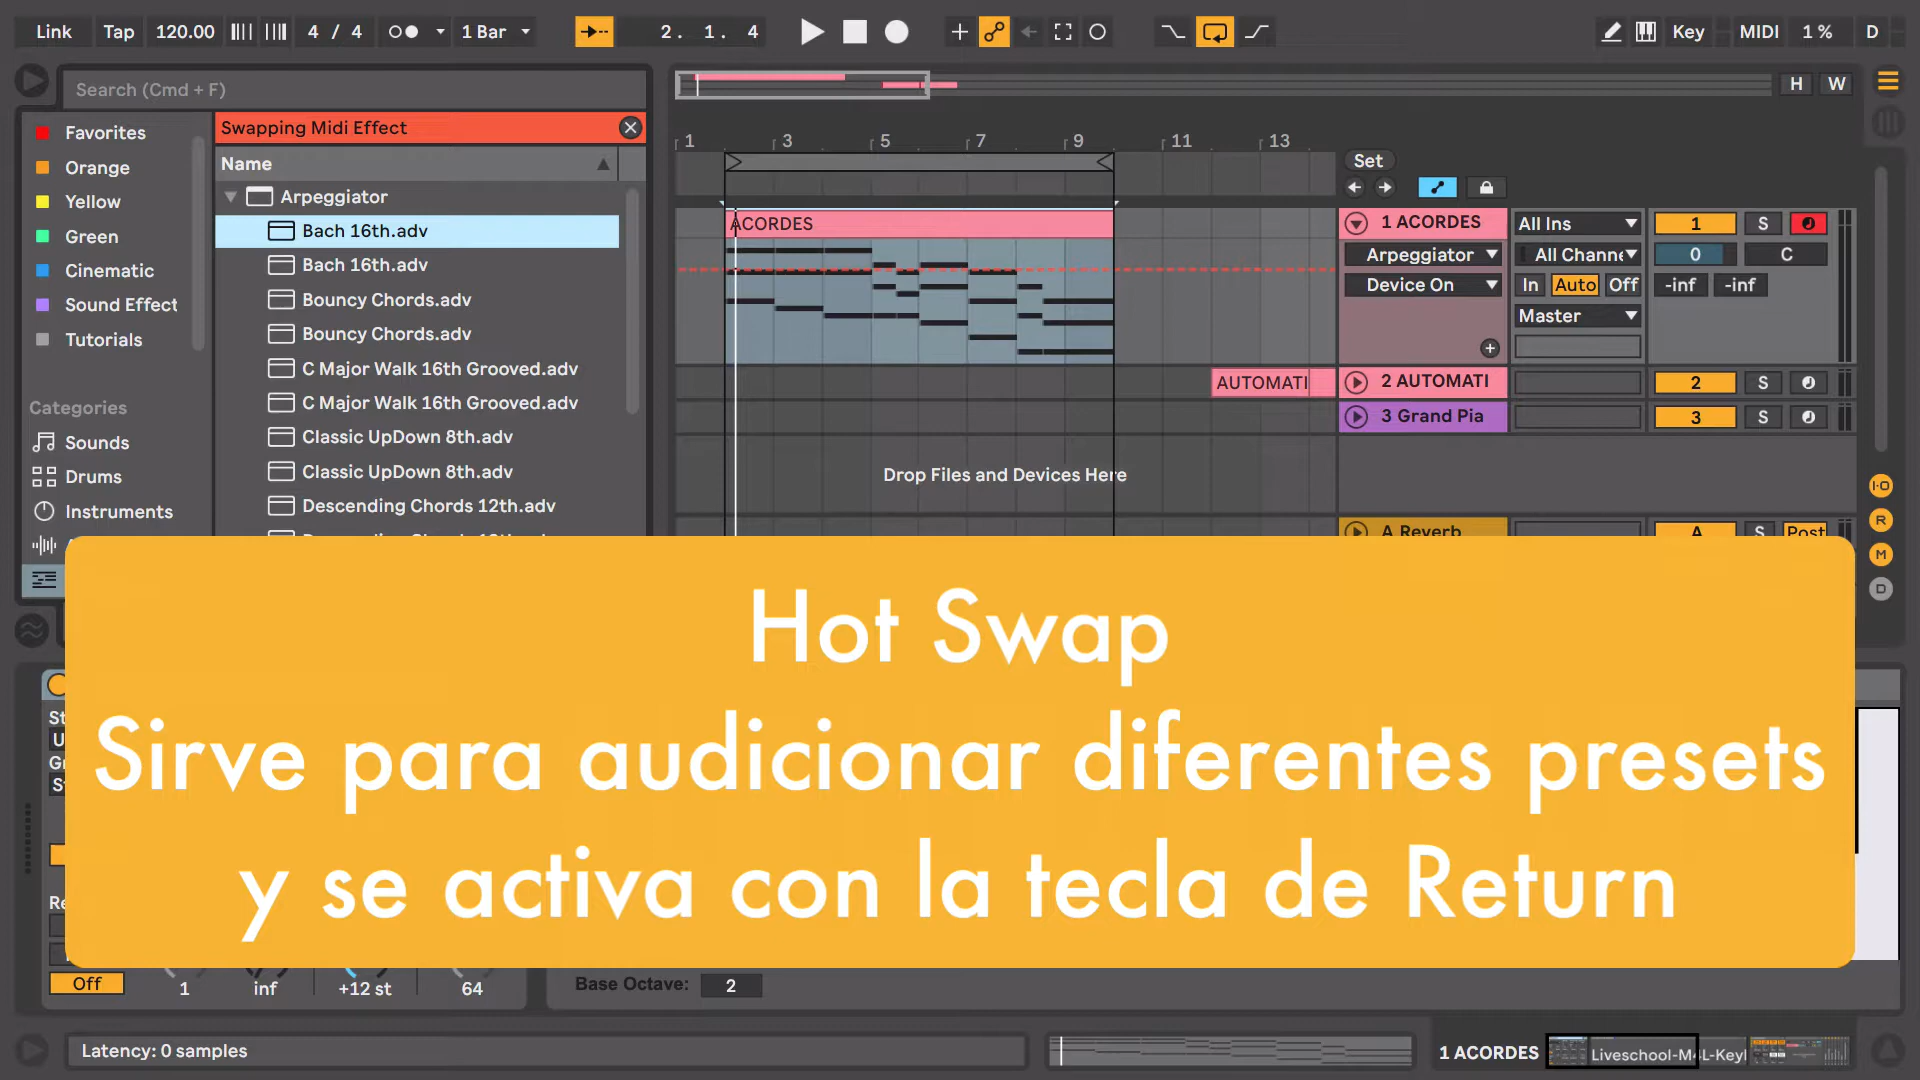 Link Tap 120.00 4 / 4 1 Bar 2. 1. 4 Key MIDI 1 % D
Search (Cmd + F)
H W
Favorites
Orange
Yellow
Green
Cinematic
Sound Effect
Tutorials
Categories
Sounds
Drums
Instruments
Swapping Midi Effect
Name
Arpeggiator
Bach 16th.adv
Bach 16th.adv
Bouncy Chords.adv
Bouncy Chords.adv
C Major Walk 16th Grooved.adv
C Major Walk 16th Grooved.adv
Classic UpDown 8th.adv
Classic UpDown 8th.adv
Descending Chords 12th.adv
1 3 5 7 9 11 13
Set
ACORDES
1 ACORDES All Ins 1 S
Arpeggiator All Channe 0 C
Device On In Auto Off -inf -inf
Master
AUTOMATI 2 AUTOMATI 2 S
3 Grand Pia 3 S
Drop Files and Devices Here
A Reverb A S Post
I·O
R
M
D
Hot Swap
Sirve para audicionar diferentes presets
y se activa con la tecla de Return
Off 1 inf +12 st 64 Base Octave: 2
Latency: 0 samples
1 ACORDES